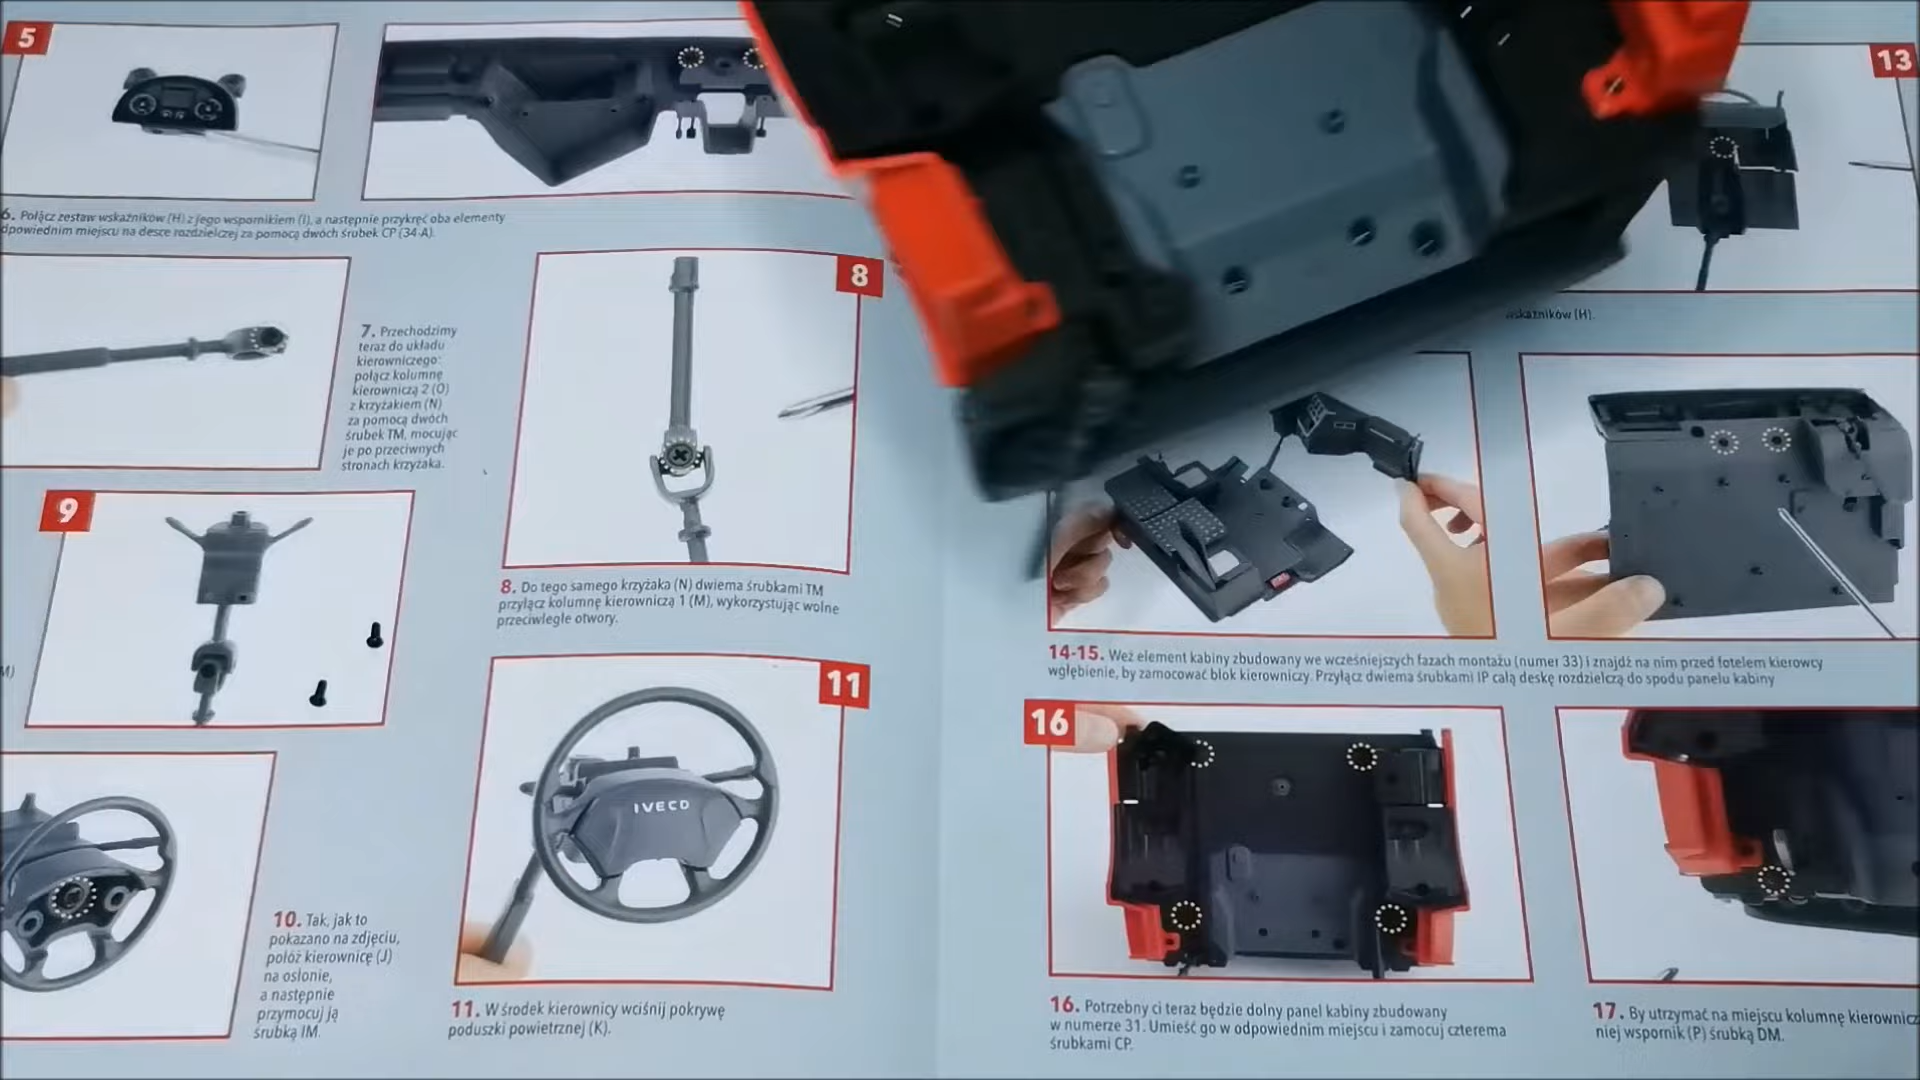 5
6. Połącz zestaw wskaźników (H) z jego wspornikiem (I), a następnie przykręć oba elementy
dpowiednim miejscu na desce rozdzielczej za pomocą dwóch śrubek CP (34-A).
7. Przechodzimy
teraz do układu
kierowniczego:
połącz kolumnę
kierowniczą 2 (O)
z krzyżakiem (N)
za pomocą dwóch
śrubek TM, mocując
je po przeciwnych
stronach krzyżaka.
8
8. Do tego samego krzyżaka (N) dwiema śrubkami TM
przyłącz kolumnę kierowniczą 1 (M), wykorzystując wolne
przeciwległe otwory.
9
M)
10. Tak, jak to
pokazano na zdjęciu,
połóż kierownicę (J)
na osłonie,
a następnie
przymocuj ją
śrubką IM.
11
IVECO
11. W środek kierownicy wciśnij pokrywę
poduszki powietrznej (K).
13
wskaźników (H).
14-15. Weź element kabiny zbudowany we wcześniejszych fazach montażu (numer 33) i znajdź na nim przed fotelem kierowcy
wgłębienie, by zamocować blok kierowniczy. Przyłącz dwiema śrubkami IP całą deskę rozdzielczą do spodu panelu kabiny
16
16. Potrzebny ci teraz będzie dolny panel kabiny zbudowany
w numerze 31. Umieść go w odpowiednim miejscu i zamocuj czterema
śrubkami CP.
17. By utrzymać na miejscu kolumnę kierownicz
niej wspornik (P) śrubką DM.